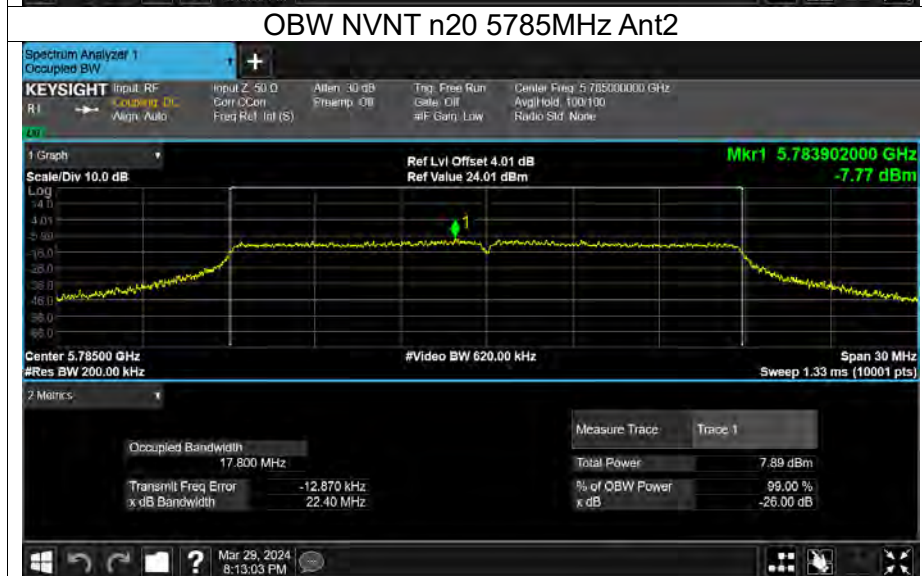 OBW NVNT n20 5785MHz Ant2
Spectrum Analyzer 1
Occupied BW
KEYSIGHT Input: RF
Coupling: DC
Align: Auto
Input Z: 50 Ω
Corr CCorr
Freq Ref: Int (S)
Atten: 30 dB
Preamp: Off
Trig: Free Run
Gate: Off
#IF Gain: Low
Center Freq: 5.785000000 GHz
Avg|Hold: 100/100
Radio Std: None
1 Graph
Scale/Div 10.0 dB
Ref Lvl Offset 4.01 dB
Ref Value 24.01 dBm
Mkr1 5.783902000 GHz
-7.77 dBm
Log
14.0
4.01
1
Center 5.78500 GHz
#Res BW 200.00 kHz
#Video BW 620.00 kHz
Span 30 MHz
Sweep 1.33 ms (10001 pts)
2 Metrics
Occupied Bandwidth
17.800 MHz
Transmit Freq Error -12.870 kHz
x dB Bandwidth 22.40 MHz
Measure Trace Trace 1
Total Power 7.89 dBm
% of OBW Power 99.00 %
x dB -26.00 dB
Mar 29, 2024
8:13:03 PM